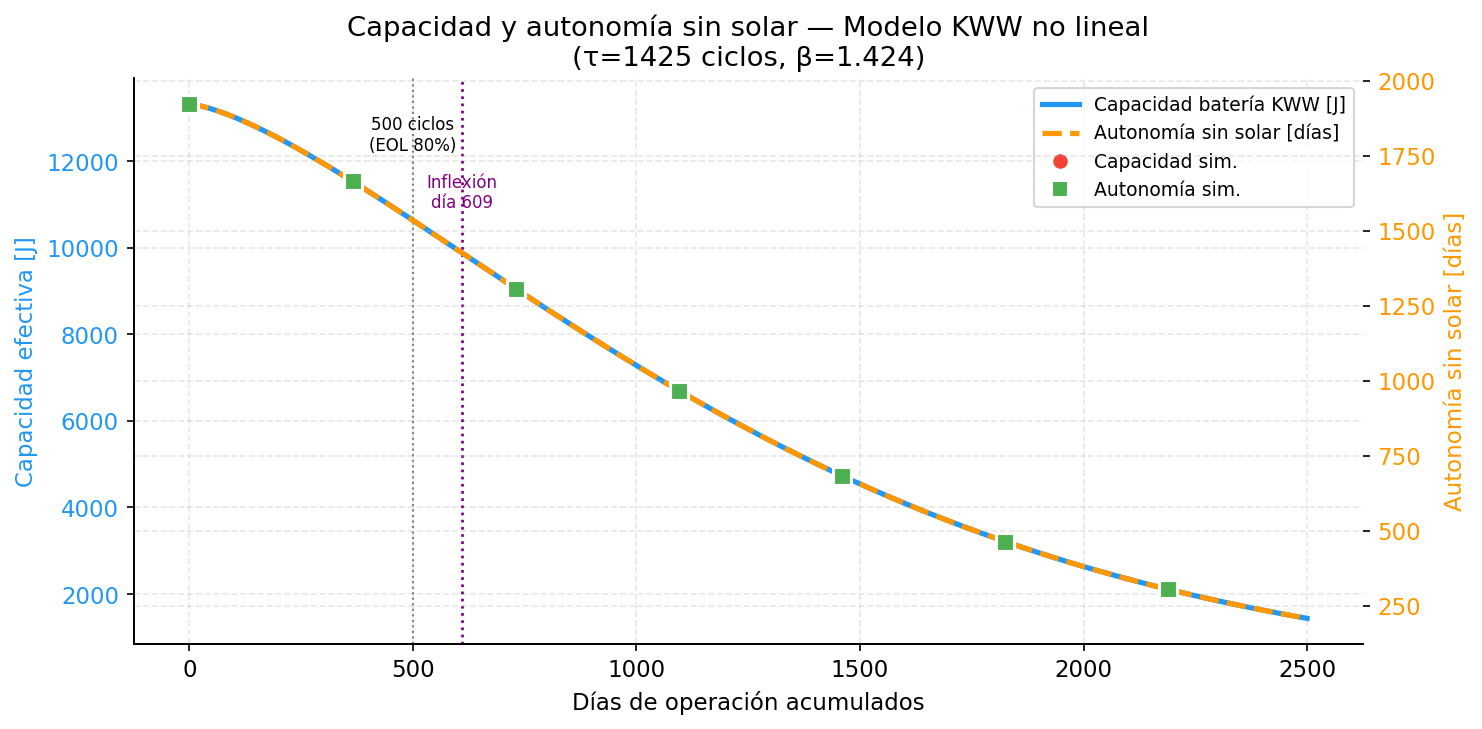 Capacidad y autonomía sin solar — Modelo KWW no lineal
(τ=1425 ciclos, β=1.424)
Capacidad efectiva [J]
12000
10000
8000
6000
4000
2000
500 ciclos
(EOL 80%)
Inflexión
día 609
Capacidad batería KWW [J]
Autonomía sin solar [días]
Capacidad sim.
Autonomía sim.
2000
1750
1500
1250
1000
750
500
250
Autonomía sin solar [días]
0 500 1000 1500 2000 2500
Días de operación acumulados